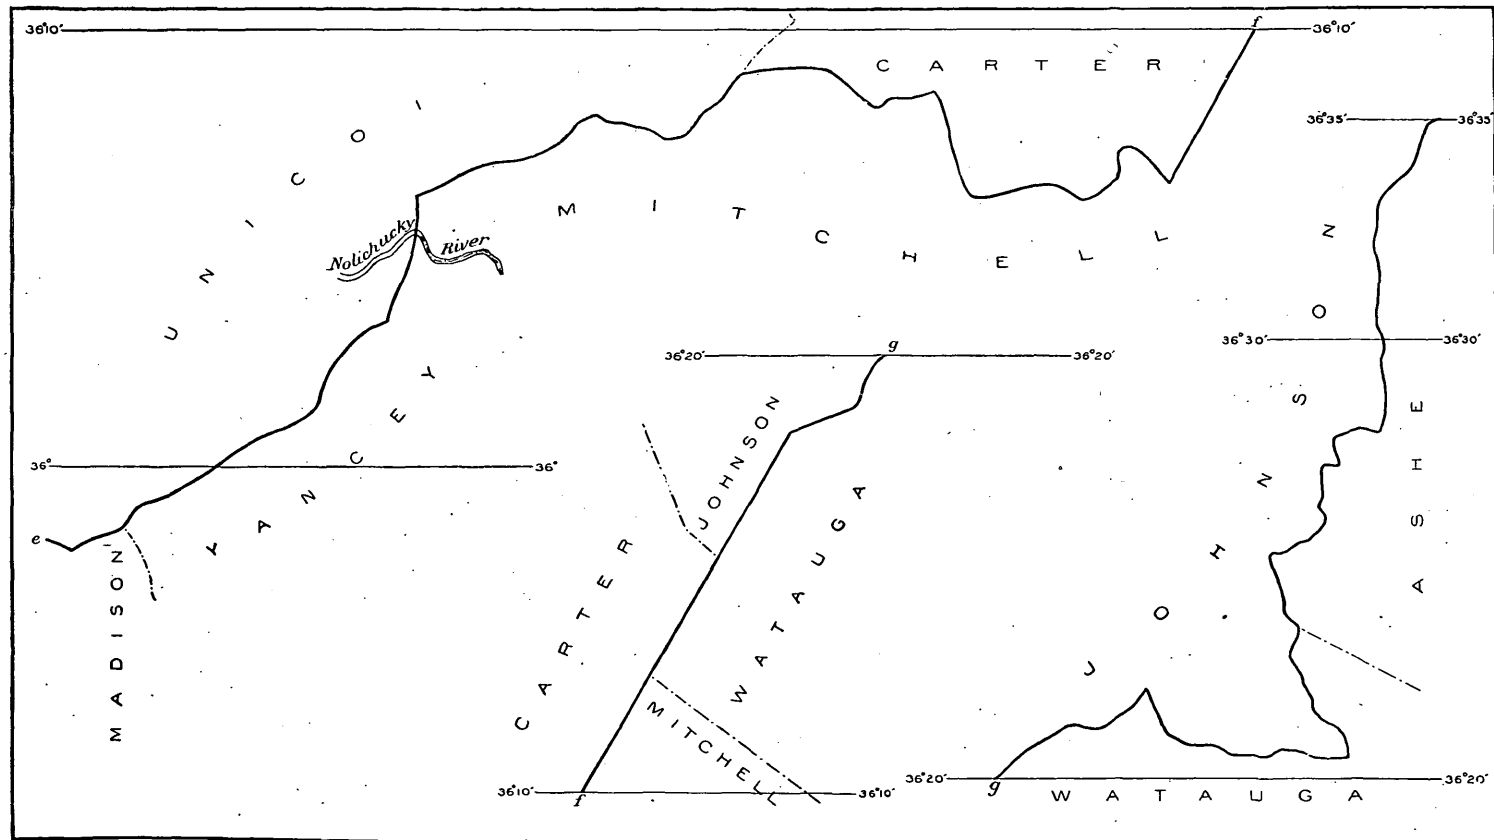 36°10'
f
36°10'
CARTER
36°35'
36°35'
UNICOI
MITCHELL
Nolichucky River
36°20'
g
36°20'
36°30'
36°30'
JOHNSON
ASHE
36°
36°
YANCEY
e
MADISON
CARTER
JOHNSON
WATAUGA
MITCHELL
36°10'
f
36°10'
36°20'
g
36°20'
WATAUGA